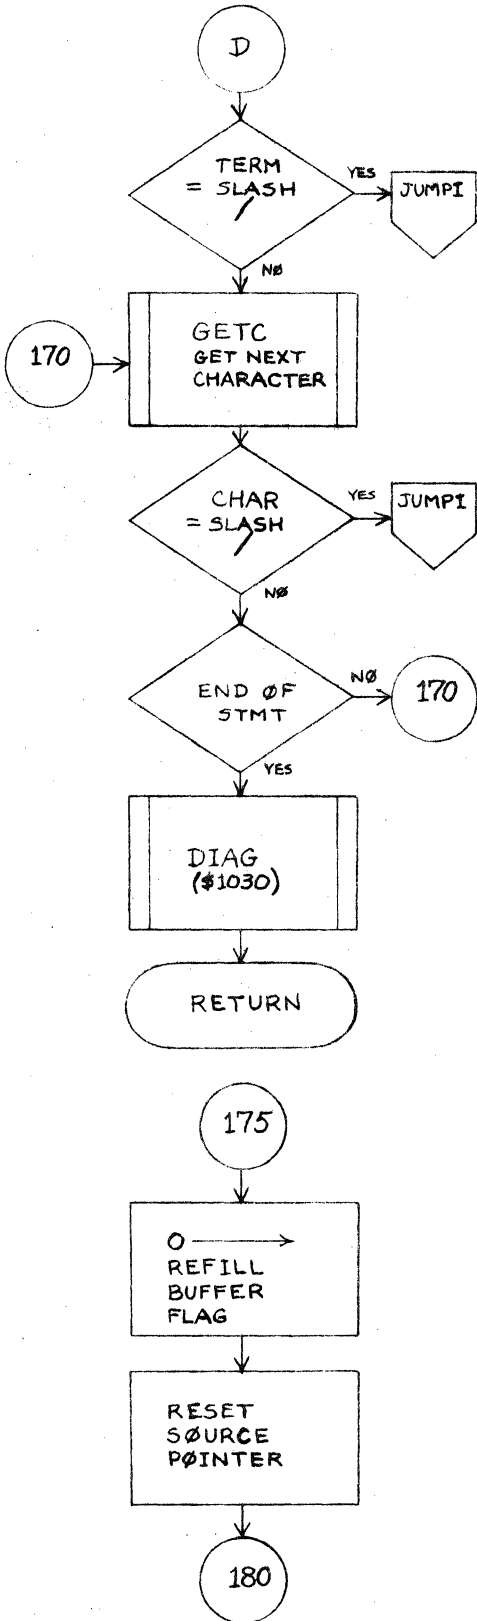 D
TERM
= SLASH
/
YES
JUMPI
NØ
170
GETC
GET NEXT
CHARACTER
CHAR
= SLASH
/
YES
JUMPI
NØ
END ØF
STMT
NØ
170
YES
DIAG
($1030)
RETURN
175
O
REFILL
BUFFER
FLAG
RESET
SØURCE
PØINTER
180